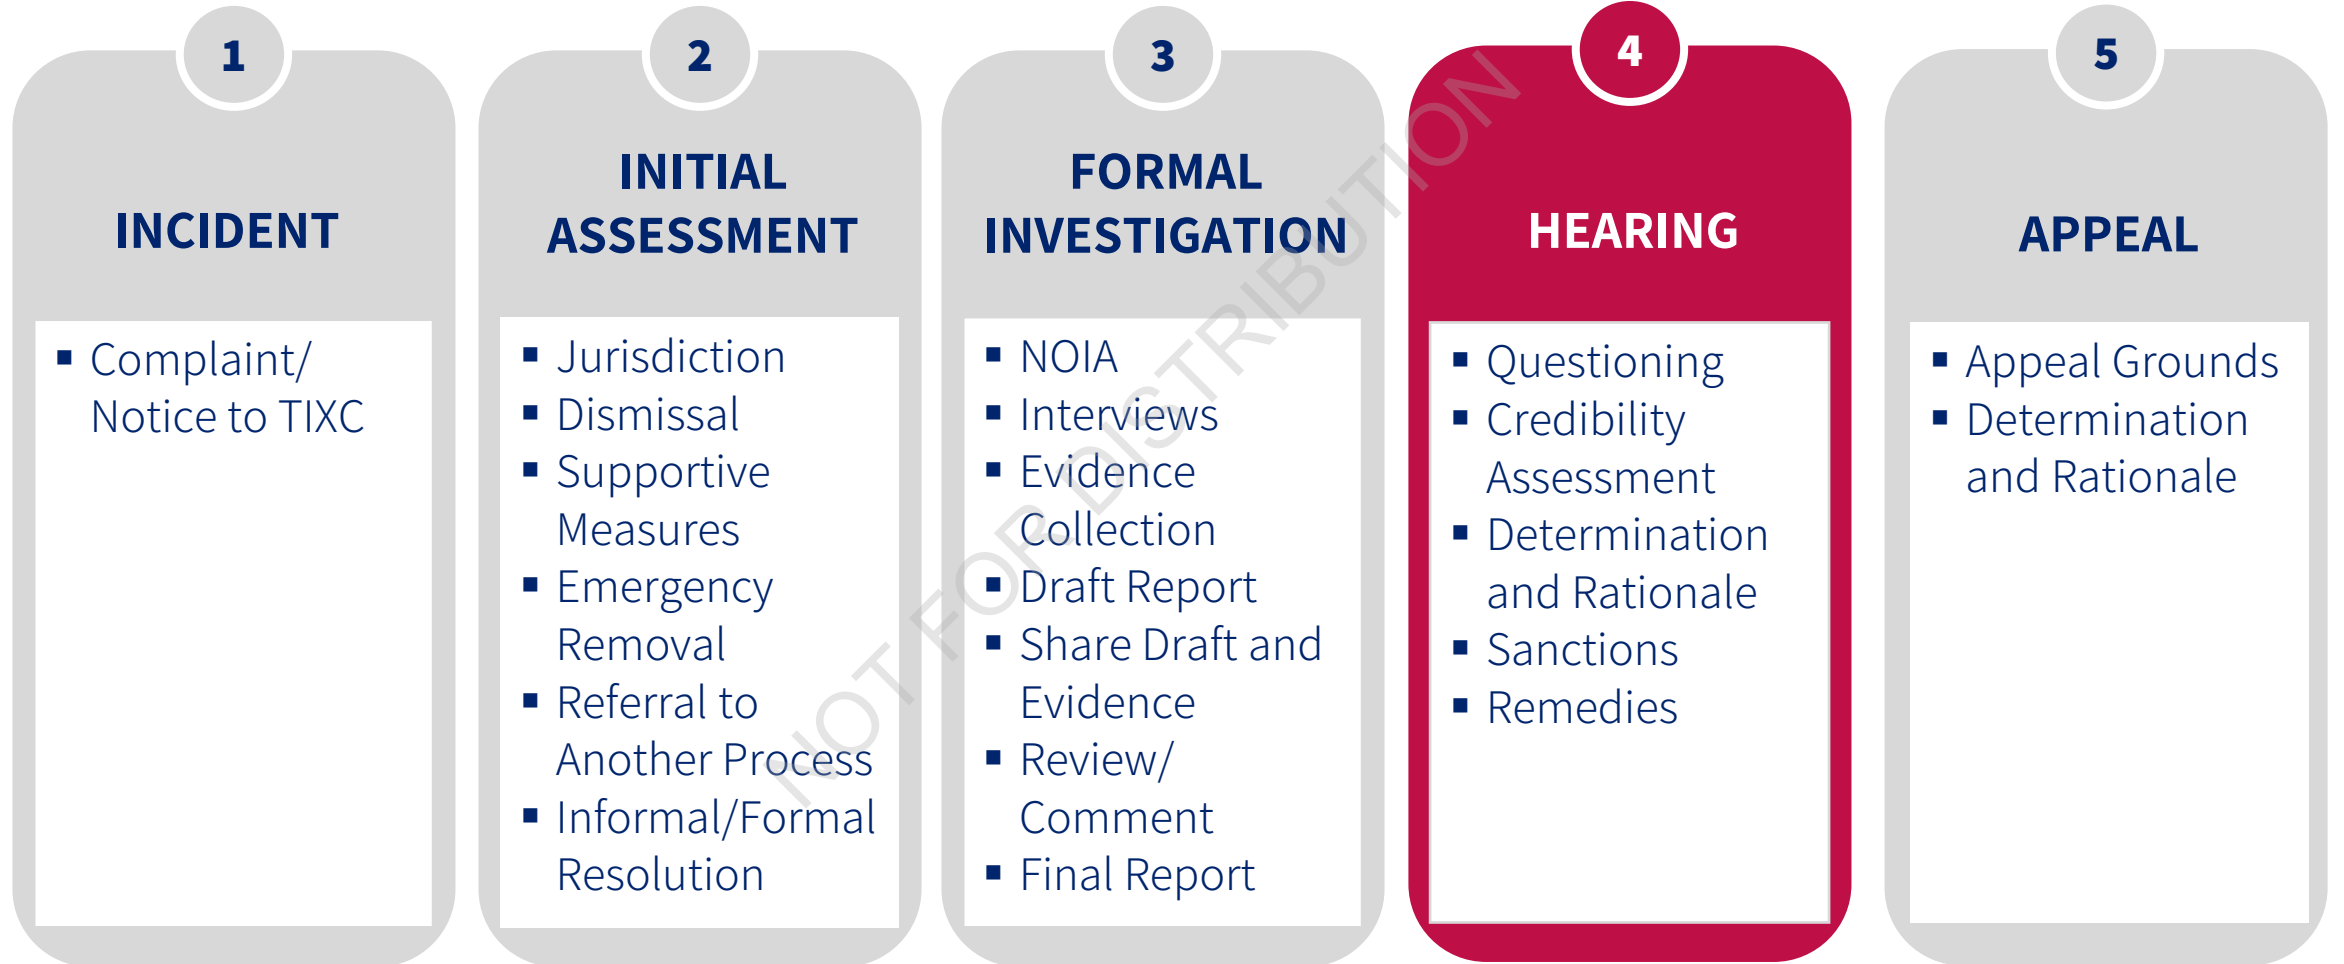 1
INCIDENT
▪ Complaint/
Notice to TIXC
2
INITIAL
ASSESSMENT
▪ Jurisdiction
▪ Dismissal
▪ Supportive
Measures
▪ Emergency
Removal
▪ Referral to
Another Process
▪ Informal/Formal
Resolution
3
FORMAL
INVESTIGATION
▪ NOIA
▪ Interviews
▪ Evidence
Collection
▪ Draft Report
▪ Share Draft and
Evidence
▪ Review/
Comment
▪ Final Report
4
HEARING
▪ Questioning
▪ Credibility
Assessment
▪ Determination
and Rationale
▪ Sanctions
▪ Remedies
5
APPEAL
▪ Appeal Grounds
▪ Determination
and Rationale
NOT FOR DISTRIBUTION